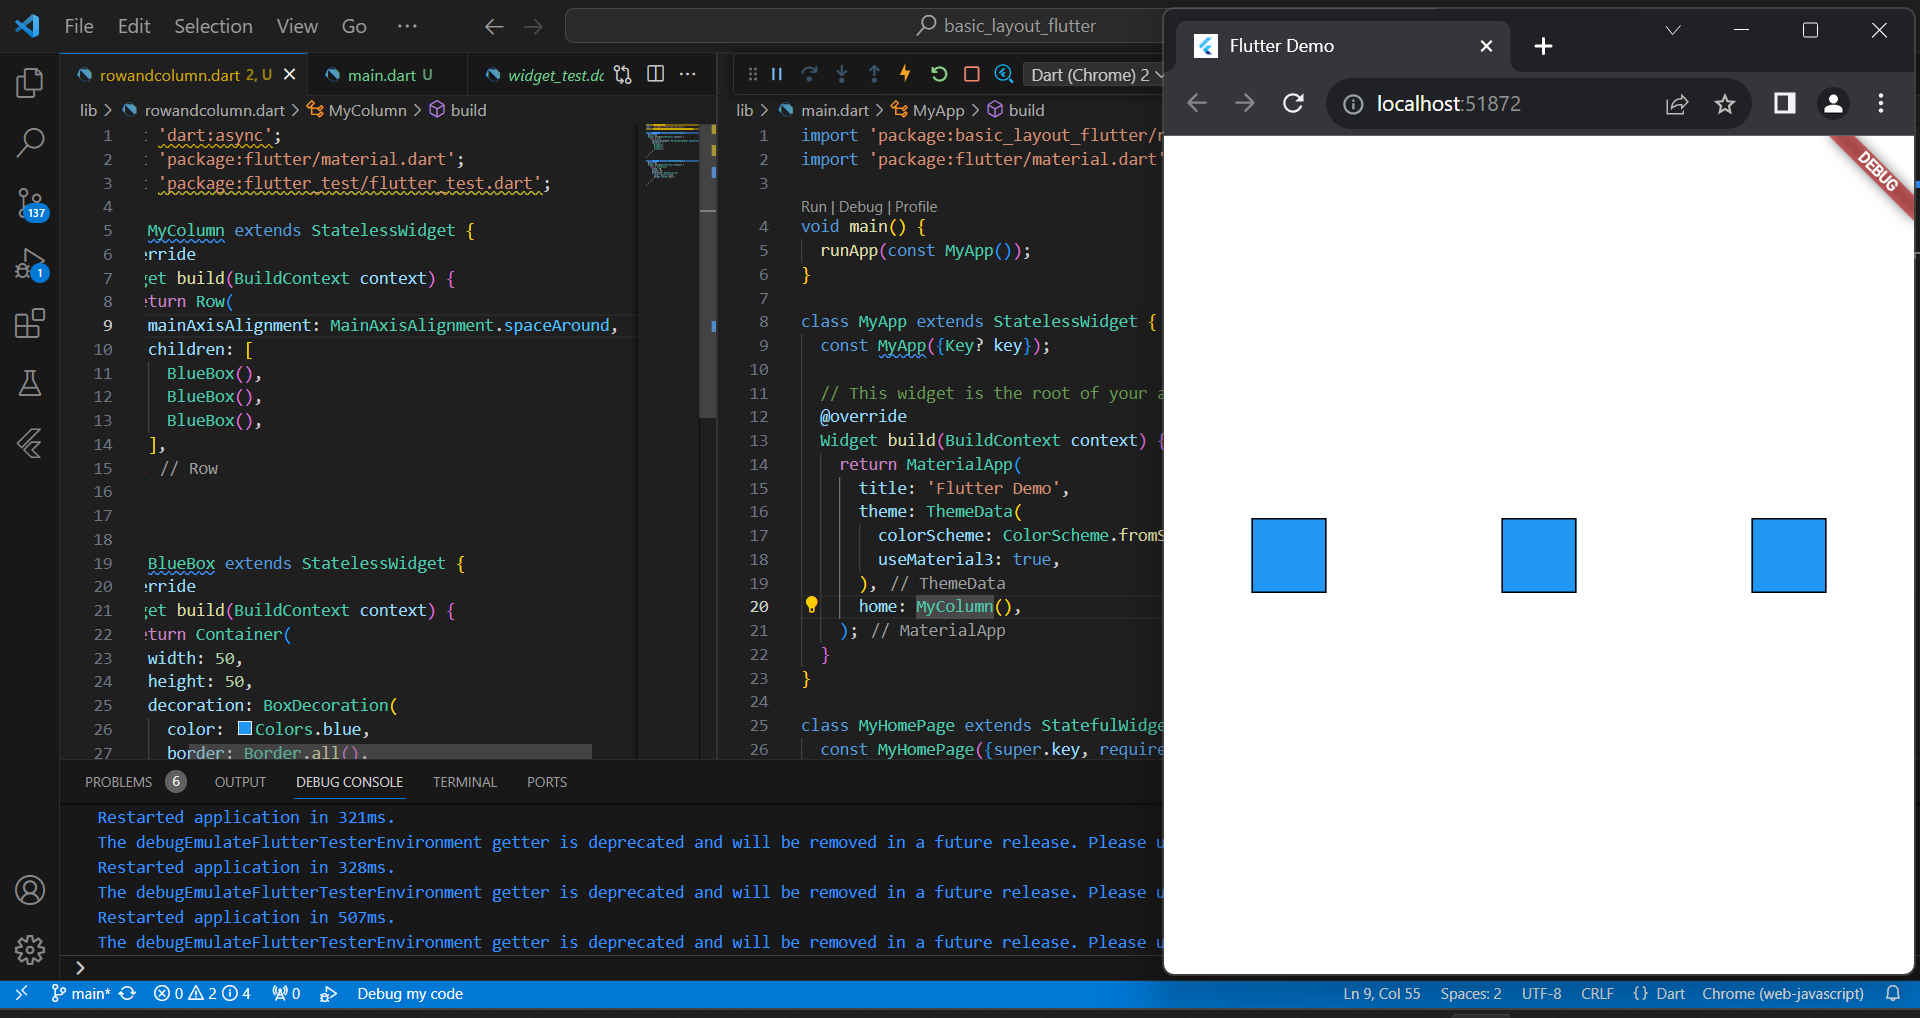 File Edit Selection View Go ··· basic_layout_flutter
rowandcolumn.dart 2, U main.dart U widget_test.dc
Dart (Chrome) 2
lib > rowandcolumn.dart > MyColumn > build
1 'dart:async';
2 'package:flutter/material.dart';
3 'package:flutter_test/flutter_test.dart';
4
5 MyColumn extends StatelessWidget {
6 rride
7 get build(BuildContext context) {
8 turn Row(
9 mainAxisAlignment: MainAxisAlignment.spaceAround,
10 children: [
11 BlueBox(),
12 BlueBox(),
13 BlueBox(),
14 ],
15 // Row
16
17
18
19 BlueBox extends StatelessWidget {
20 rride
21 get build(BuildContext context) {
22 turn Container(
23 width: 50,
24 height: 50,
25 decoration: BoxDecoration(
26 color: Colors.blue,
27 border: Border.all(),
lib > main.dart > MyApp > build
1 import 'package:basic_layout_flutter/r
2 import 'package:flutter/material.dart'
3
Run | Debug | Profile
4 void main() {
5 runApp(const MyApp());
6 }
7
8 class MyApp extends StatelessWidget {
9 const MyApp({Key? key});
10
11 // This widget is the root of your a
12 @override
13 Widget build(BuildContext context) {
14 return MaterialApp(
15 title: 'Flutter Demo',
16 theme: ThemeData(
17 colorScheme: ColorScheme.fromS
18 useMaterial3: true,
19 ), // ThemeData
20 home: MyColumn(),
21 ); // MaterialApp
22 }
23 }
24
25 class MyHomePage extends StatefulWidge
26 const MyHomePage({super.key, require
137
1
PROBLEMS 6 OUTPUT DEBUG CONSOLE TERMINAL PORTS
Restarted application in 321ms.
The debugEmulateFlutterTesterEnvironment getter is deprecated and will be removed in a future release. Please u
Restarted application in 328ms.
The debugEmulateFlutterTesterEnvironment getter is deprecated and will be removed in a future release. Please u
Restarted application in 507ms.
The debugEmulateFlutterTesterEnvironment getter is deprecated and will be removed in a future release. Please u
>
main* 0 2 4 0 Debug my code
Ln 9, Col 55 Spaces: 2 UTF-8 CRLF {} Dart Chrome (web-javascript)
Flutter Demo
localhost:51872
DEBUG